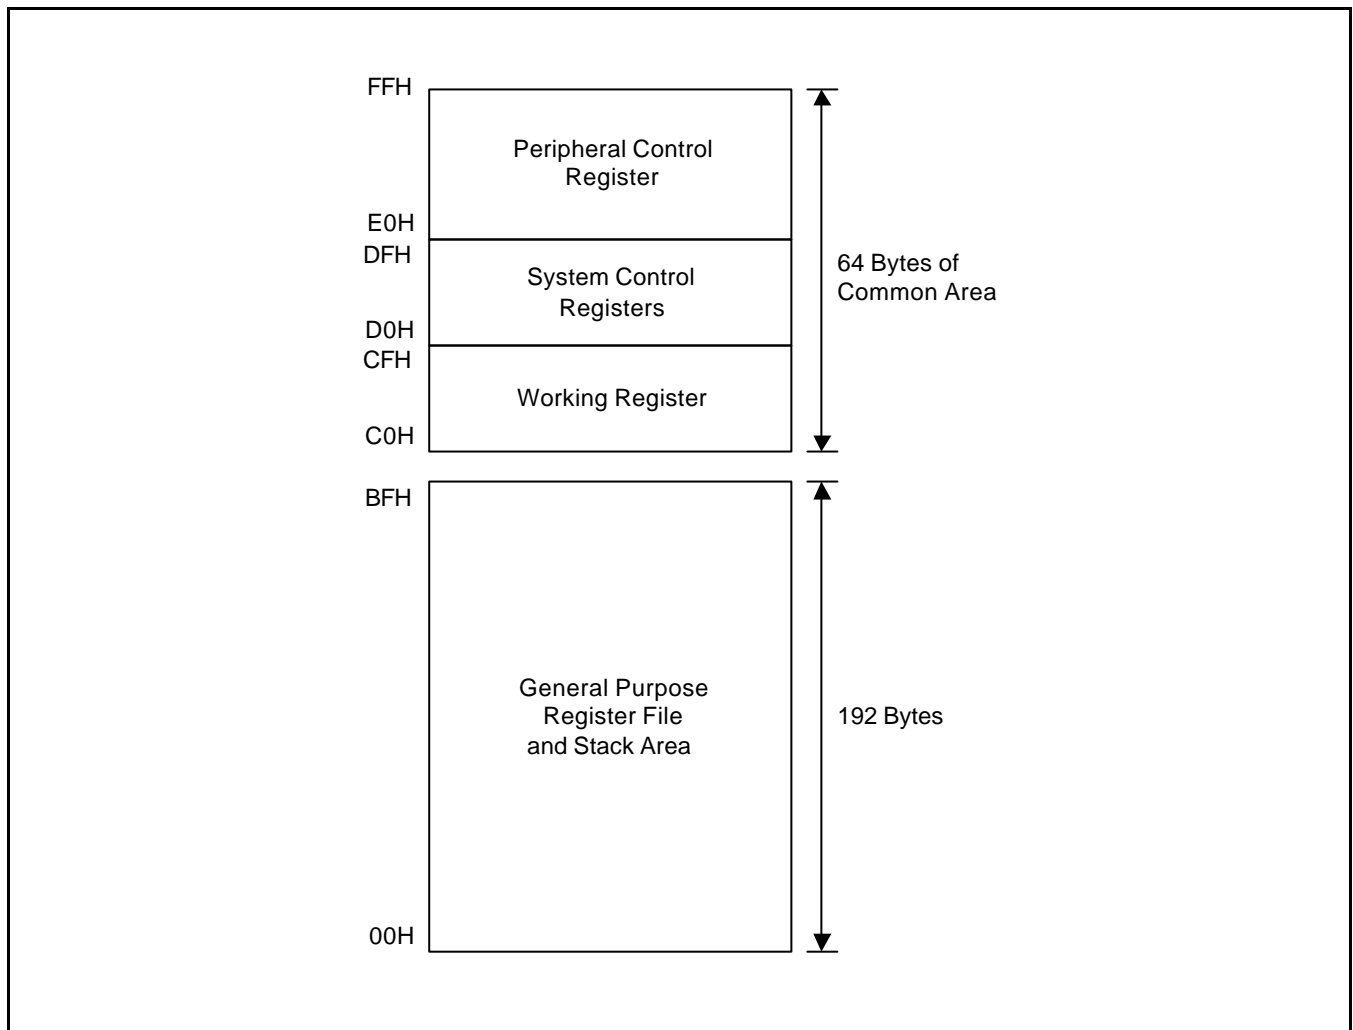 FFH
Peripheral Control
Register
E0H
DFH
System Control
Registers
D0H
CFH
Working Register
C0H
64 Bytes of
Common Area
BFH
General Purpose
Register File
and Stack Area
192 Bytes
00H